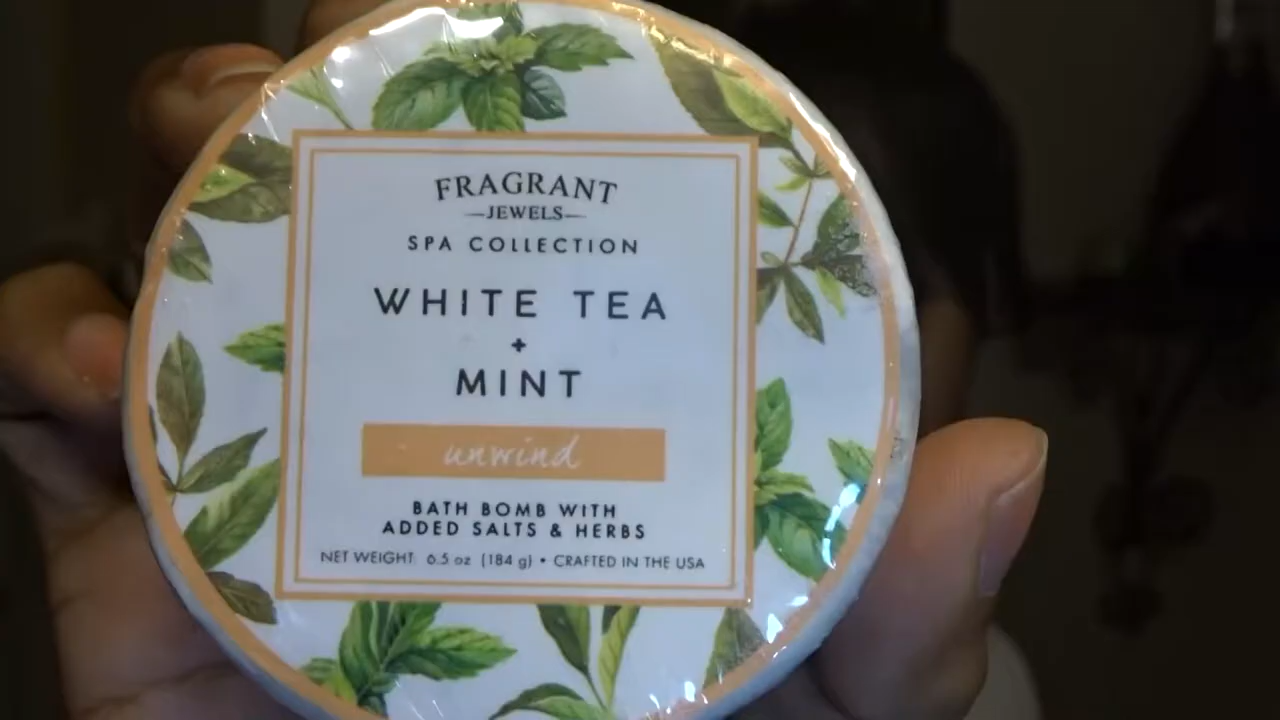 FRAGRANT
—JEWELS—
SPA COLLECTION
WHITE TEA
+
MINT
unwind
BATH BOMB WITH
ADDED SALTS & HERBS
NET WEIGHT: 6.5 oz (184 g) • CRAFTED IN THE USA